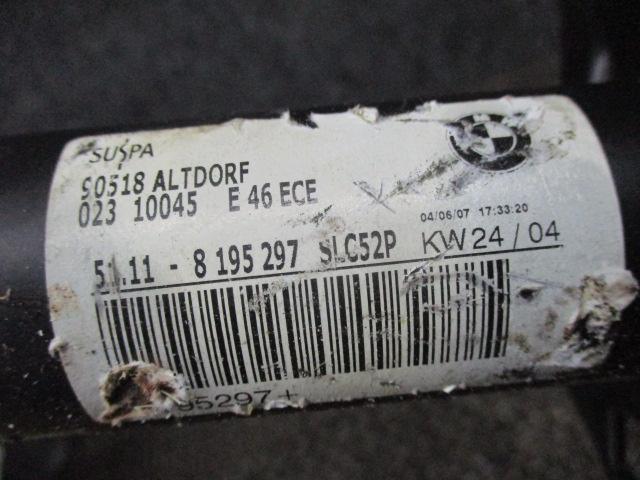 SUSPA
90518 ALTDORF
023 10045 E 46 ECE
04/06/07 17:33:20
51.11 - 8 195 297 SLC52P KW24/04
95297+